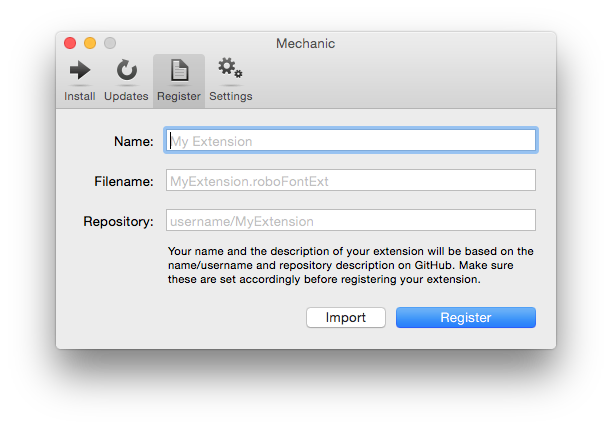 Mechanic
Install Updates Register Settings
Name: My Extension
Filename: MyExtension.roboFontExt
Repository: username/MyExtension
Your name and the description of your extension will be based on the
name/username and repository description on GitHub. Make sure
these are set accordingly before registering your extension.
Import Register